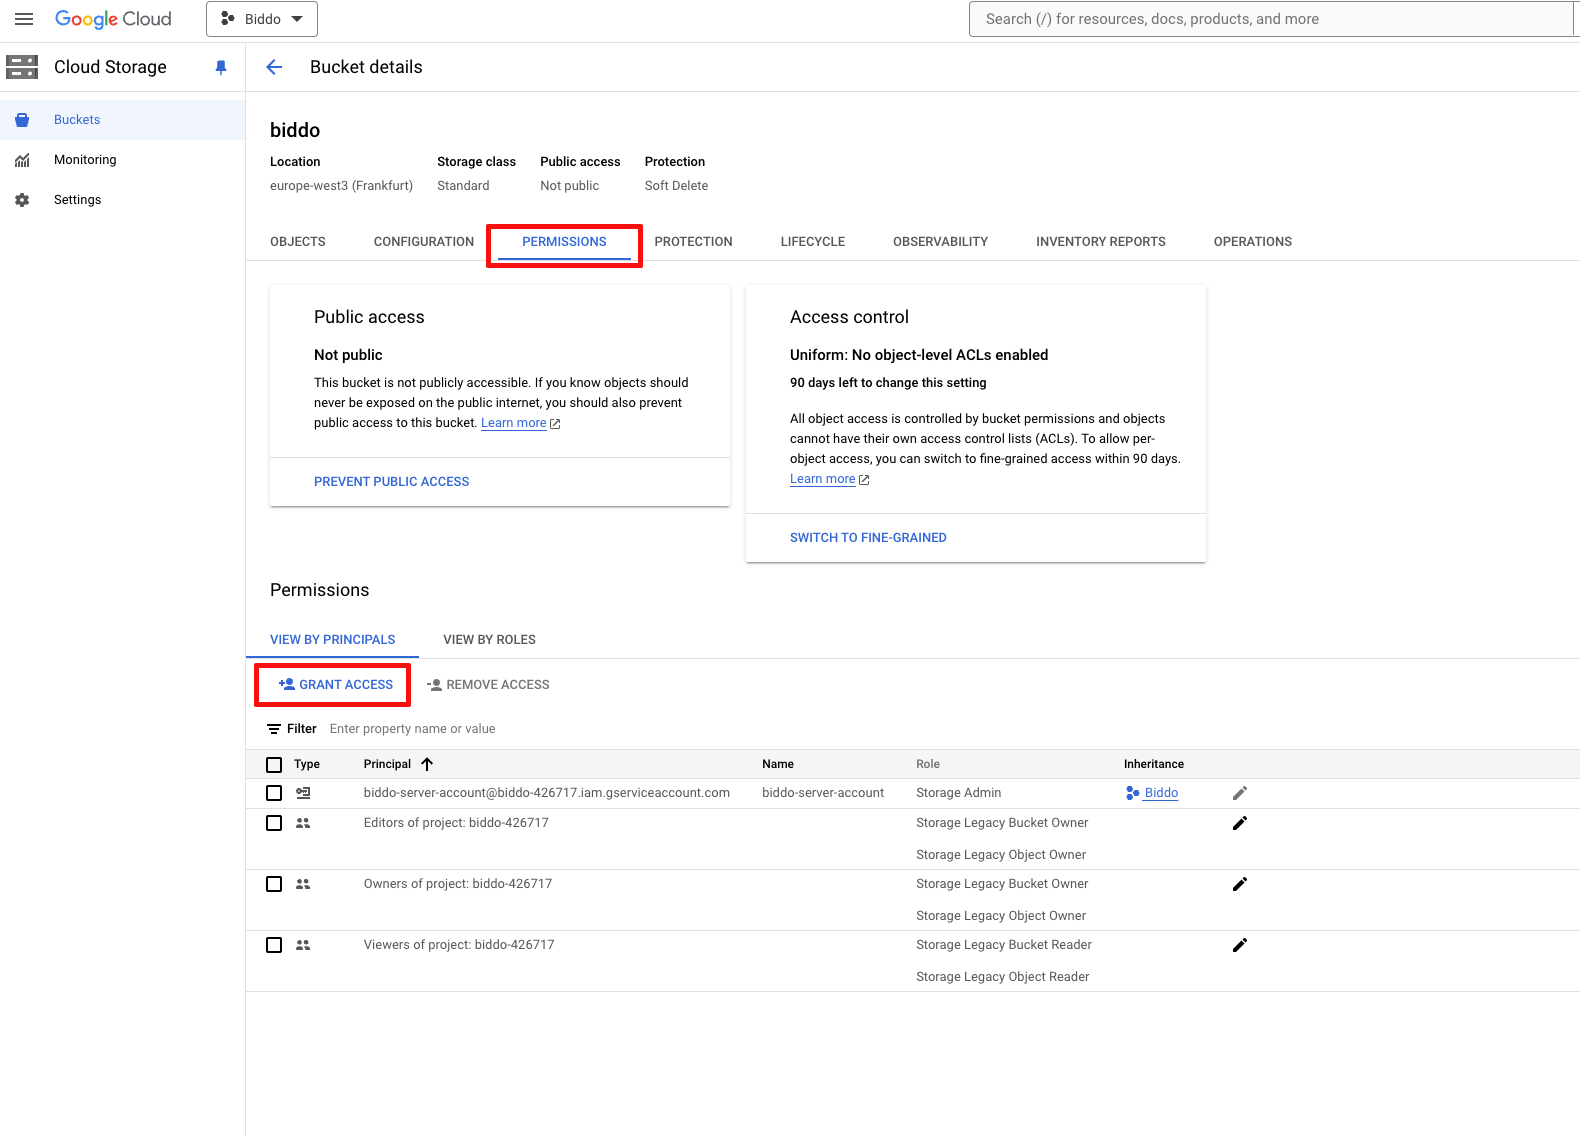 Google Cloud
Biddo
Search (/) for resources, docs, products, and more
Cloud Storage
Bucket details
Buckets
Monitoring
Settings
biddo
Location
Storage class
Public access
Protection
europe-west3 (Frankfurt)
Standard
Not public
Soft Delete
OBJECTS
CONFIGURATION
PERMISSIONS
PROTECTION
LIFECYCLE
OBSERVABILITY
INVENTORY REPORTS
OPERATIONS
Public access
Not public
This bucket is not publicly accessible. If you know objects should
never be exposed on the public internet, you should also prevent
public access to this bucket. Learn more
PREVENT PUBLIC ACCESS
Access control
Uniform: No object-level ACLs enabled
90 days left to change this setting
All object access is controlled by bucket permissions and objects
cannot have their own access control lists (ACLs). To allow per-
object access, you can switch to fine-grained access within 90 days.
Learn more
SWITCH TO FINE-GRAINED
Permissions
VIEW BY PRINCIPALS
VIEW BY ROLES
GRANT ACCESS
REMOVE ACCESS
Filter Enter property name or value
Type Principal Name Role Inheritance
biddo-server-account@biddo-426717.iam.gserviceaccount.com biddo-server-account Storage Admin Biddo
Editors of project: biddo-426717 Storage Legacy Bucket Owner
Storage Legacy Object Owner
Owners of project: biddo-426717 Storage Legacy Bucket Owner
Storage Legacy Object Owner
Viewers of project: biddo-426717 Storage Legacy Bucket Reader
Storage Legacy Object Reader